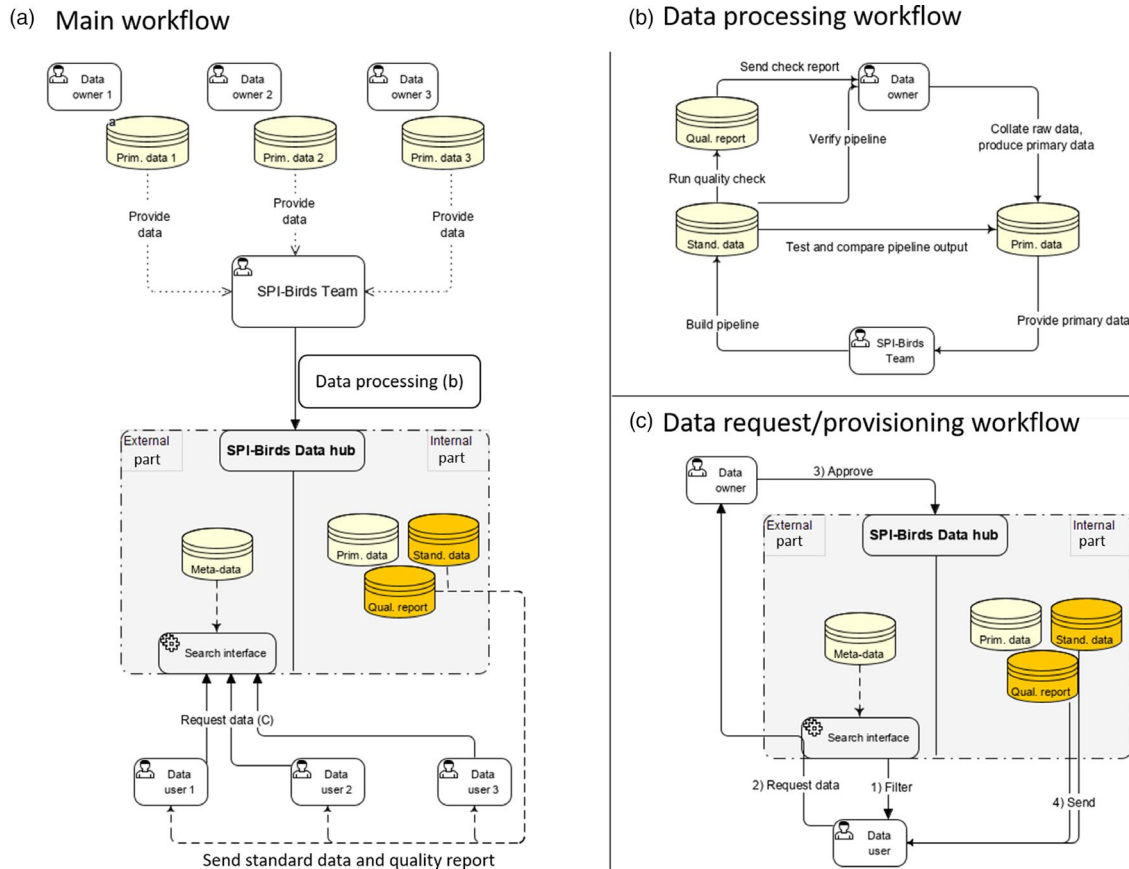 (a) Main workflow
Data
owner 1
Data
owner 2
Data
owner 3
a
Prim. data 1
Prim. data 2
Prim. data 3
Provide
data
Provide
data
Provide
data
SPI-Birds Team
Data processing (b)
External
part
SPI-Birds Data hub
Internal
part
Prim. data
Stand. data
Meta-data
Qual. report
Search interface
Request data (C)
Data
user 1
Data
user 2
Data
user 3
Send standard data and quality report
(b) Data processing workflow
Send check report
Data
owner
Qual. report
Verify pipeline
Collate raw data,
produce primary data
Run quality check
Stand. data
Prim. data
Test and compare pipeline output
Build pipeline
Provide primary data
SPI-Birds
Team
(c) Data request/provisioning workflow
Data
owner
3) Approve
External
part
SPI-Birds Data hub
Internal
part
Prim. data
Stand. data
Meta-data
Qual. report
Search interface
2) Request data
1) Filter
4) Send
Data
user